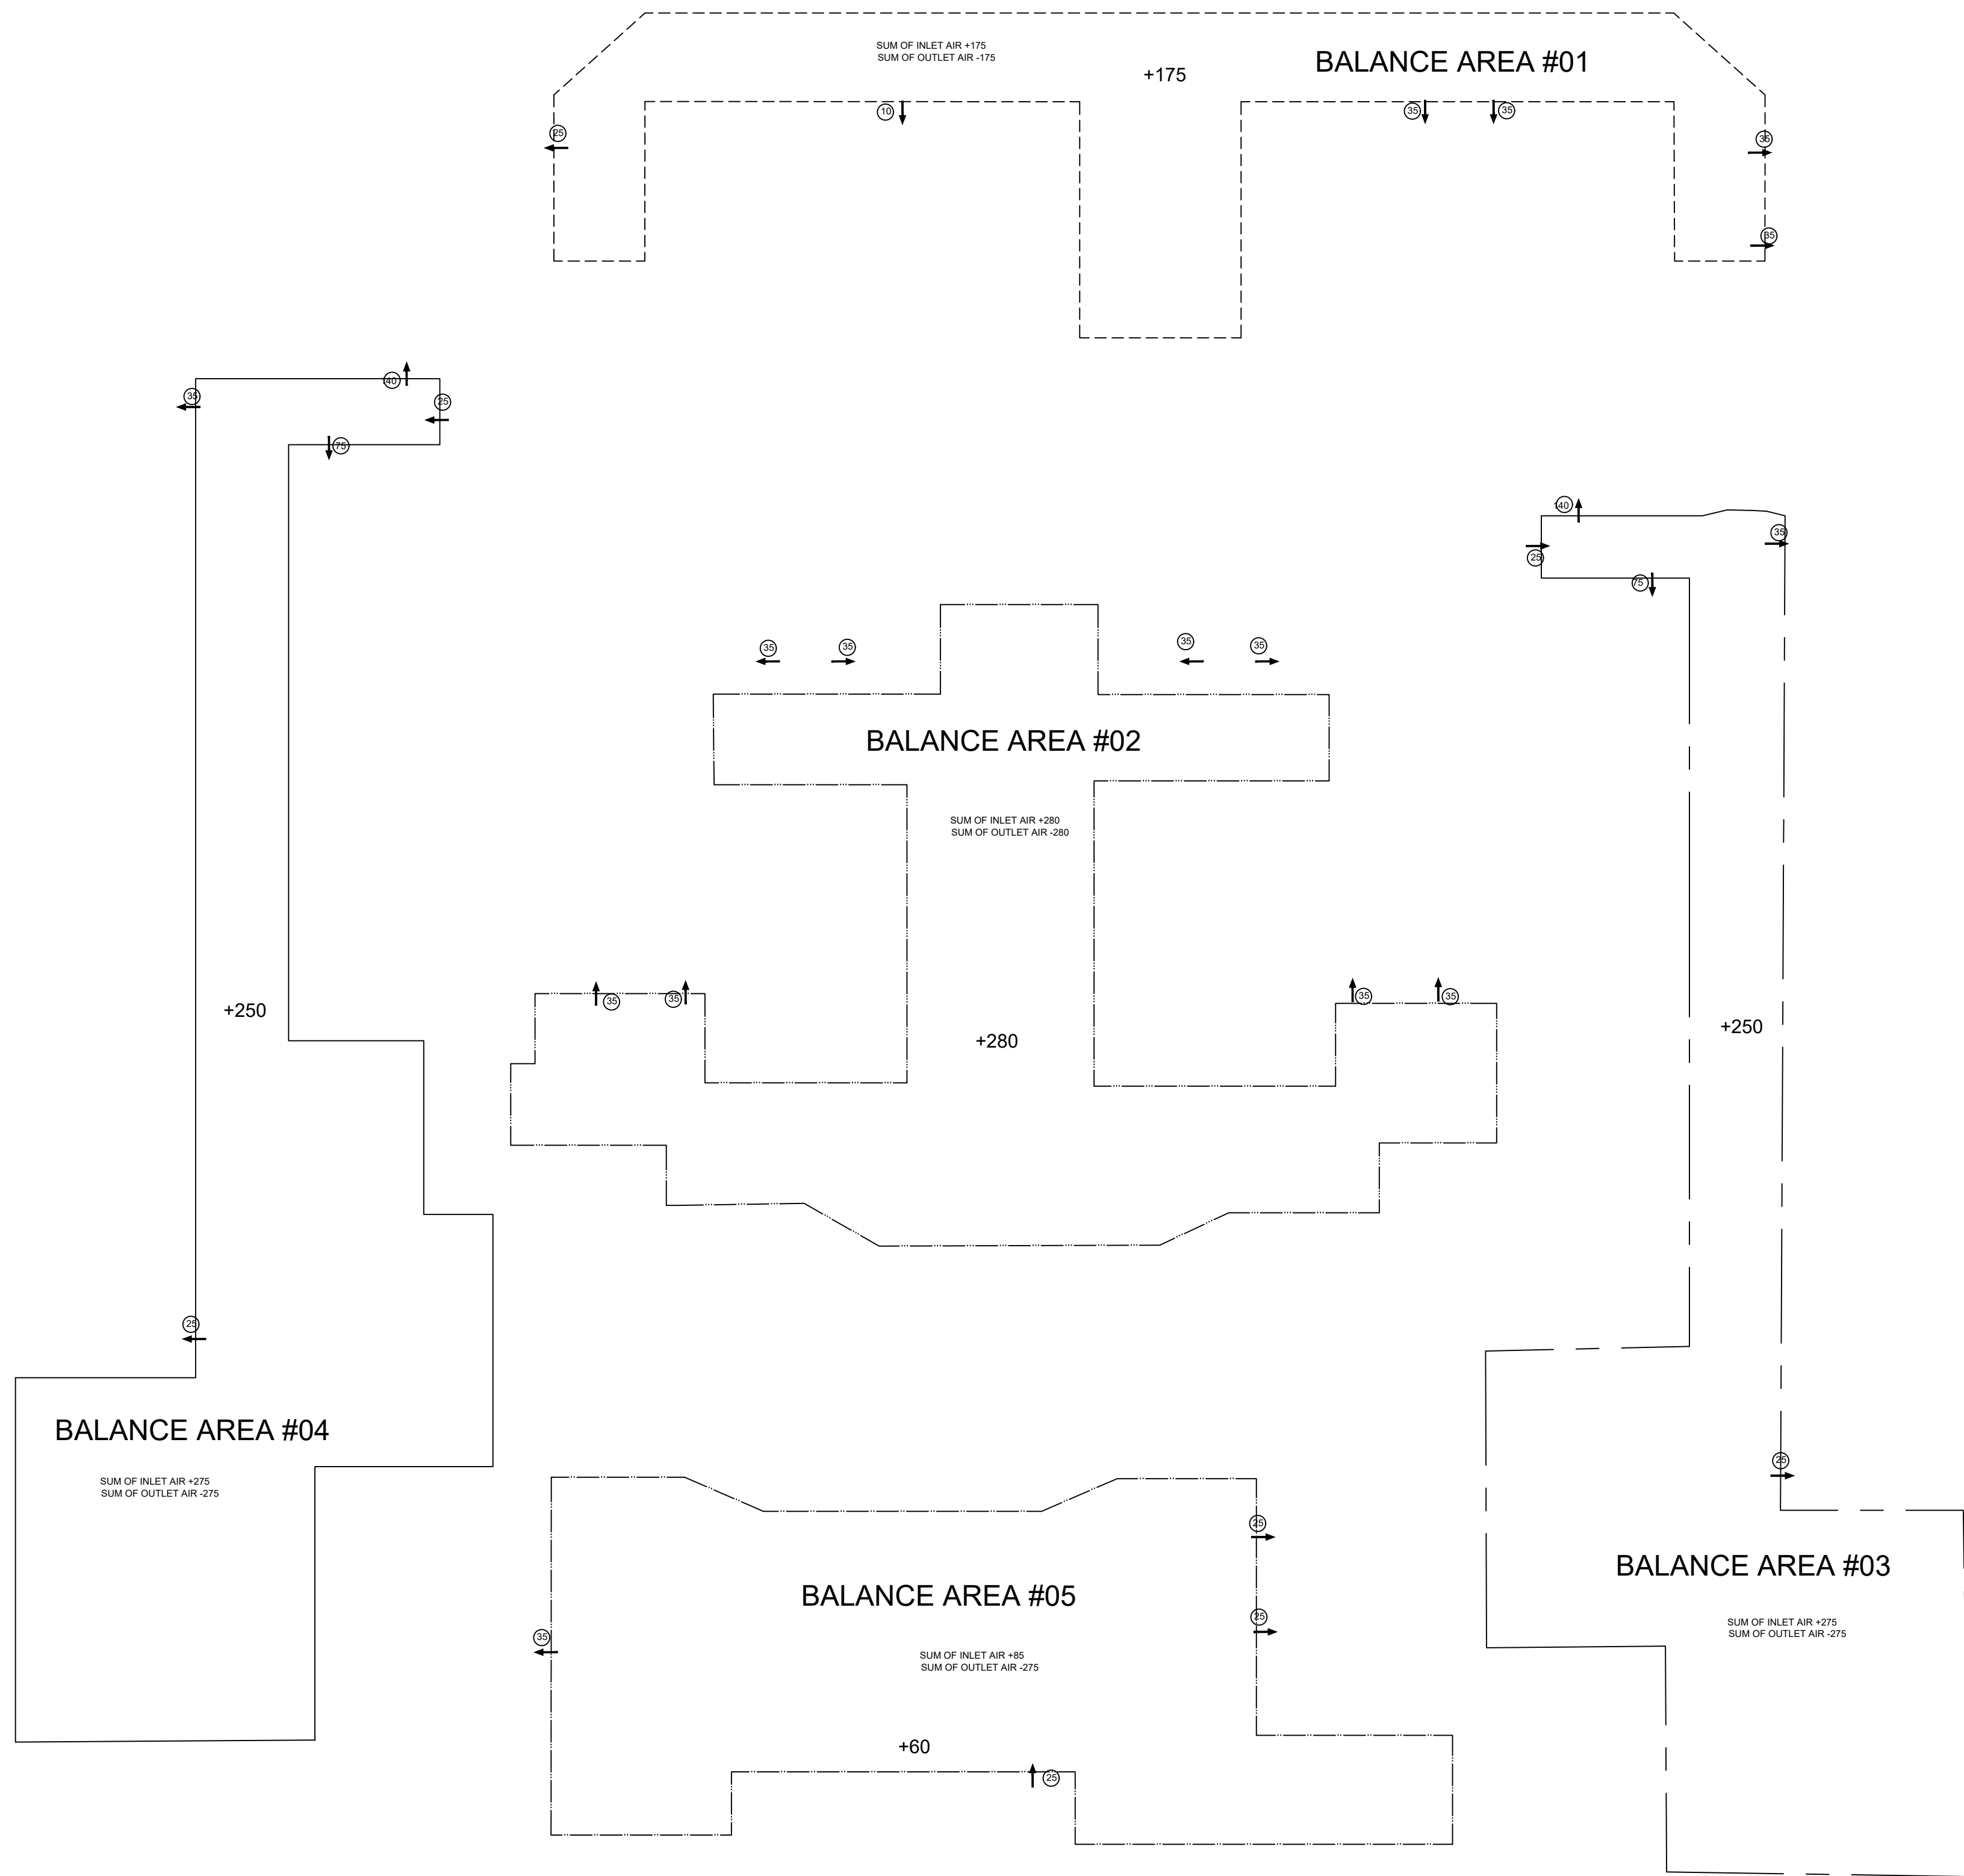 SUM OF INLET AIR +175
SUM OF OUTLET AIR -175
BALANCE AREA #01
+175
25
10
35
35
35
35
35
140
25
75
140
35
25
75
35
35
35
35
BALANCE AREA #02
SUM OF INLET AIR +280
SUM OF OUTLET AIR -280
35
35
35
35
+250
+280
+250
25
BALANCE AREA #04
SUM OF INLET AIR +275
SUM OF OUTLET AIR -275
25
25
BALANCE AREA #03
BALANCE AREA #05
25
35
SUM OF INLET AIR +275
SUM OF OUTLET AIR -275
SUM OF INLET AIR +85
SUM OF OUTLET AIR -275
+60
25